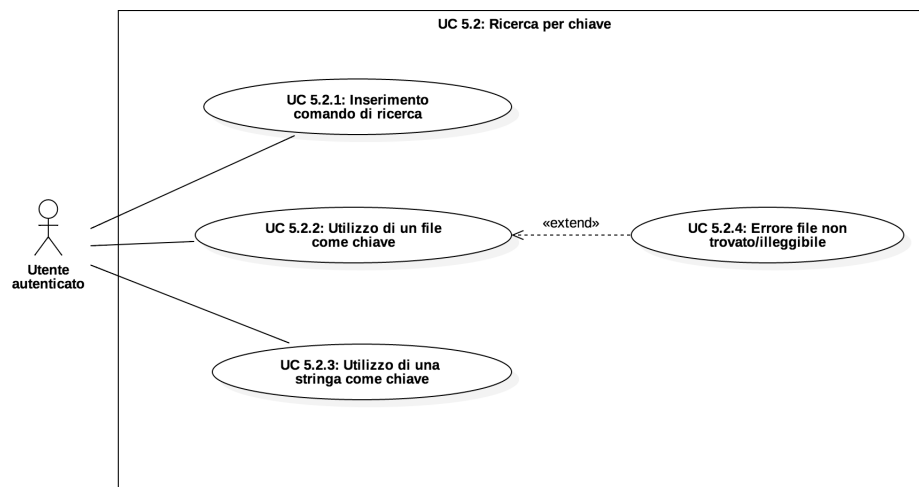 UC 5.2: Ricerca per chiave
UC 5.2.1: Inserimento
comando di ricerca
UC 5.2.2: Utilizzo di un file
come chiave
«extend»
UC 5.2.4: Errore file non
trovato/illeggibile
Utente
autenticato
UC 5.2.3: Utilizzo di una
stringa come chiave